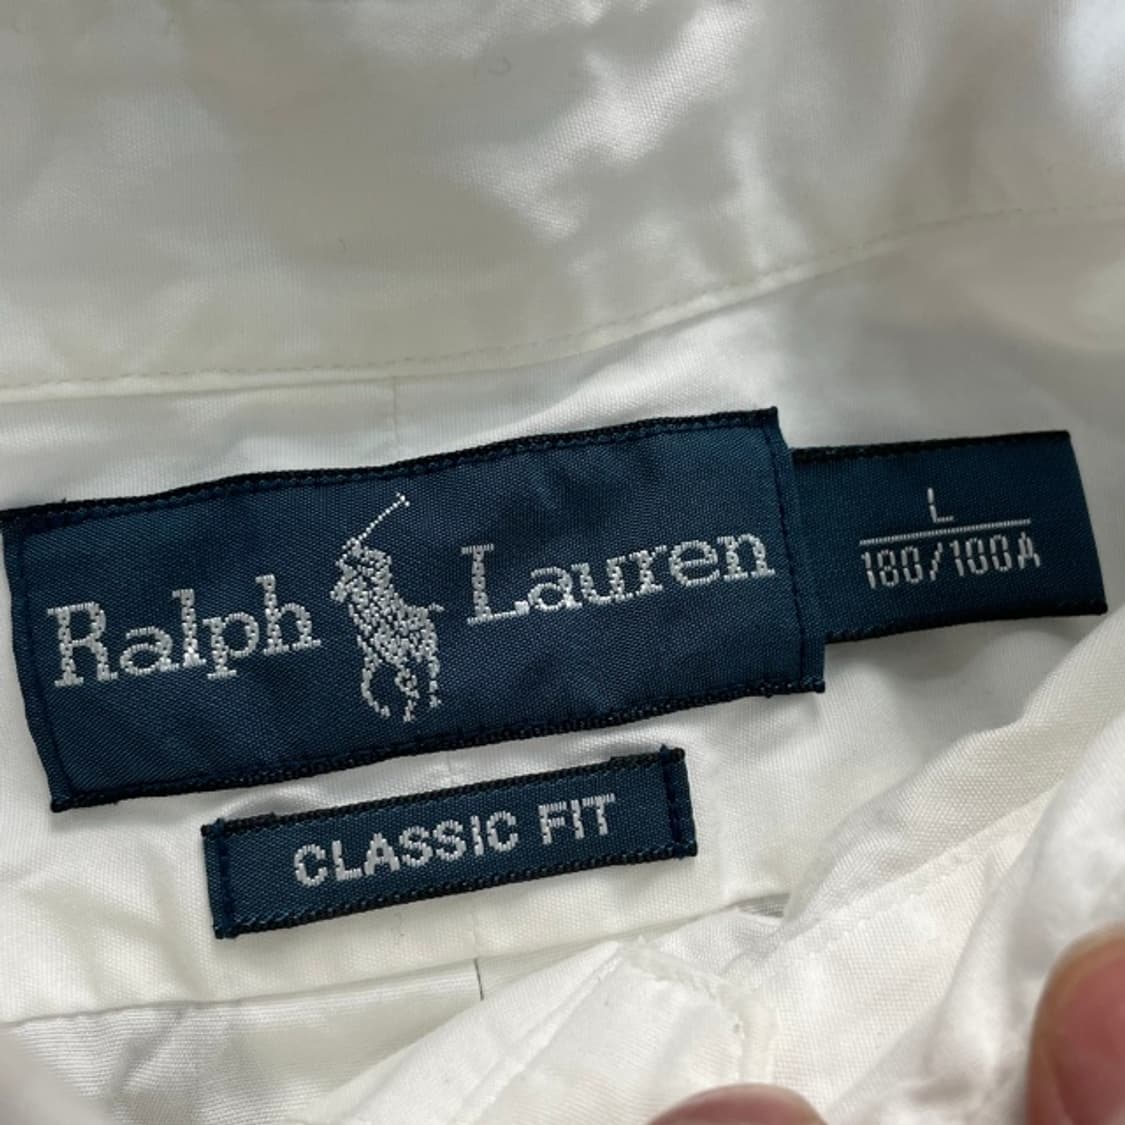 Ralph Lauren
L
180/100A
CLASSIC FIT